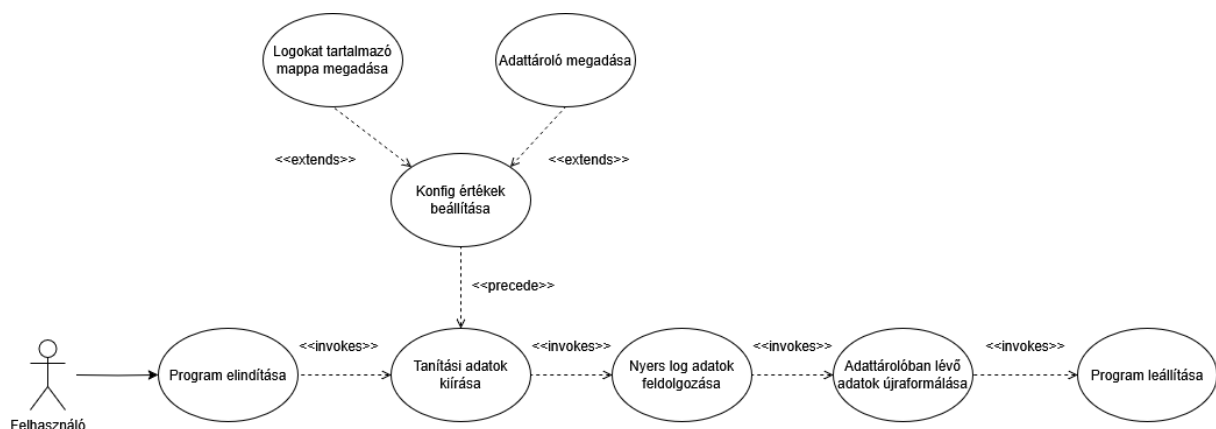 Logokat tartalmazó
mappa megadása
Adattároló megadása
<<extends>>
<<extends>>
Konfig értékek
beállítása
<<precede>>
Felhasználó
Program elindítása
<<invokes>>
Tanítási adatok
kiírása
<<invokes>>
Nyers log adatok
feldolgozása
<<invokes>>
Adattárolóban lévő
adatok újraformálása
<<invokes>>
Program leállítása